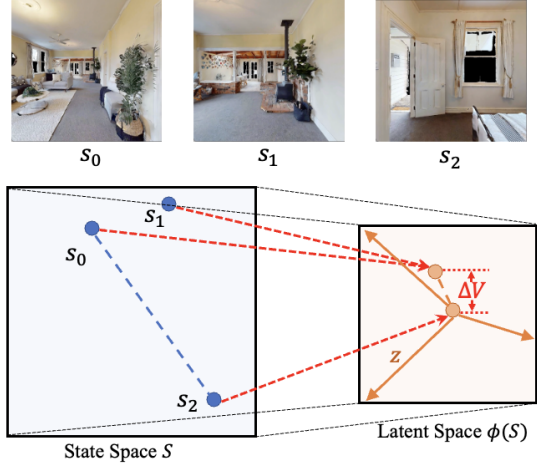 s₀ s₁ s₂
s₁
s₀
ΔV
z
s₂
State Space S
Latent Space ϕ(S)